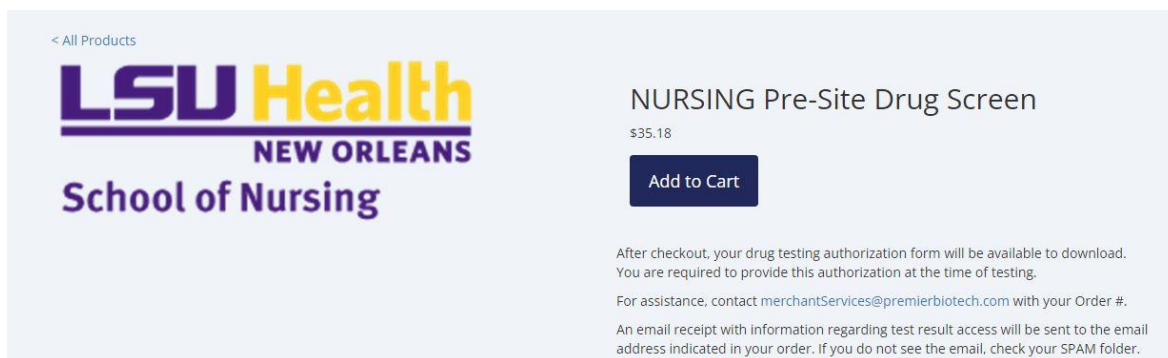 < All Products
LSU Health
NEW ORLEANS
School of Nursing
NURSING Pre-Site Drug Screen
$35.18
Add to Cart
After checkout, your drug testing authorization form will be available to download.
You are required to provide this authorization at the time of testing.
For assistance, contact merchantServices@premierbiotech.com with your Order #.
An email receipt with information regarding test result access will be sent to the email
address indicated in your order. If you do not see the email, check your SPAM folder.